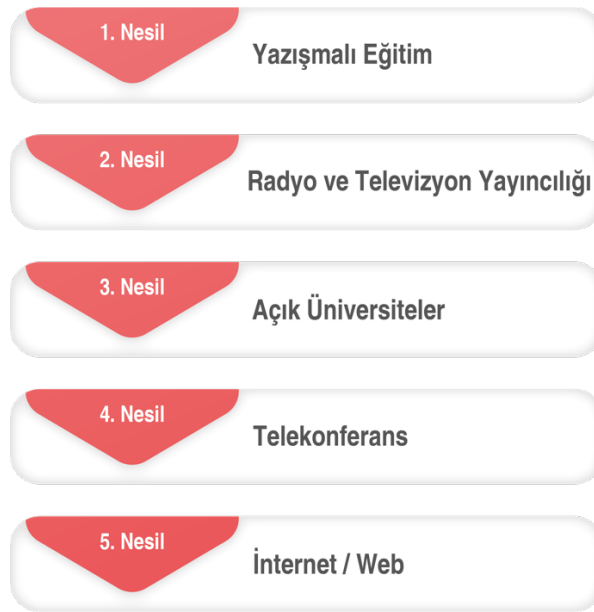 1. Nesil
Yazışmalı Eğitim
2. Nesil
Radyo ve Televizyon Yayıncılığı
3. Nesil
Açık Üniversiteler
4. Nesil
Telekonferans
5. Nesil
İnternet / Web